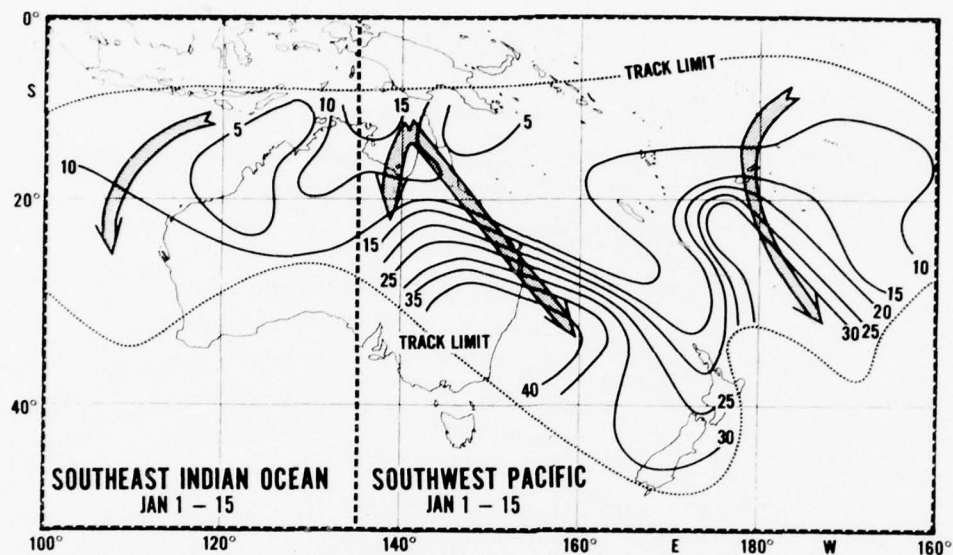 0°
S
20°
40°
TRACK LIMIT
5
10
15
5
10
15
25
35
40
TRACK LIMIT
25
30
10
15
20
25
30
SOUTHEAST INDIAN OCEAN
JAN 1 – 15
SOUTHWEST PACIFIC
JAN 1 – 15
100°
120°
140°
160°
E
180°
W
160°